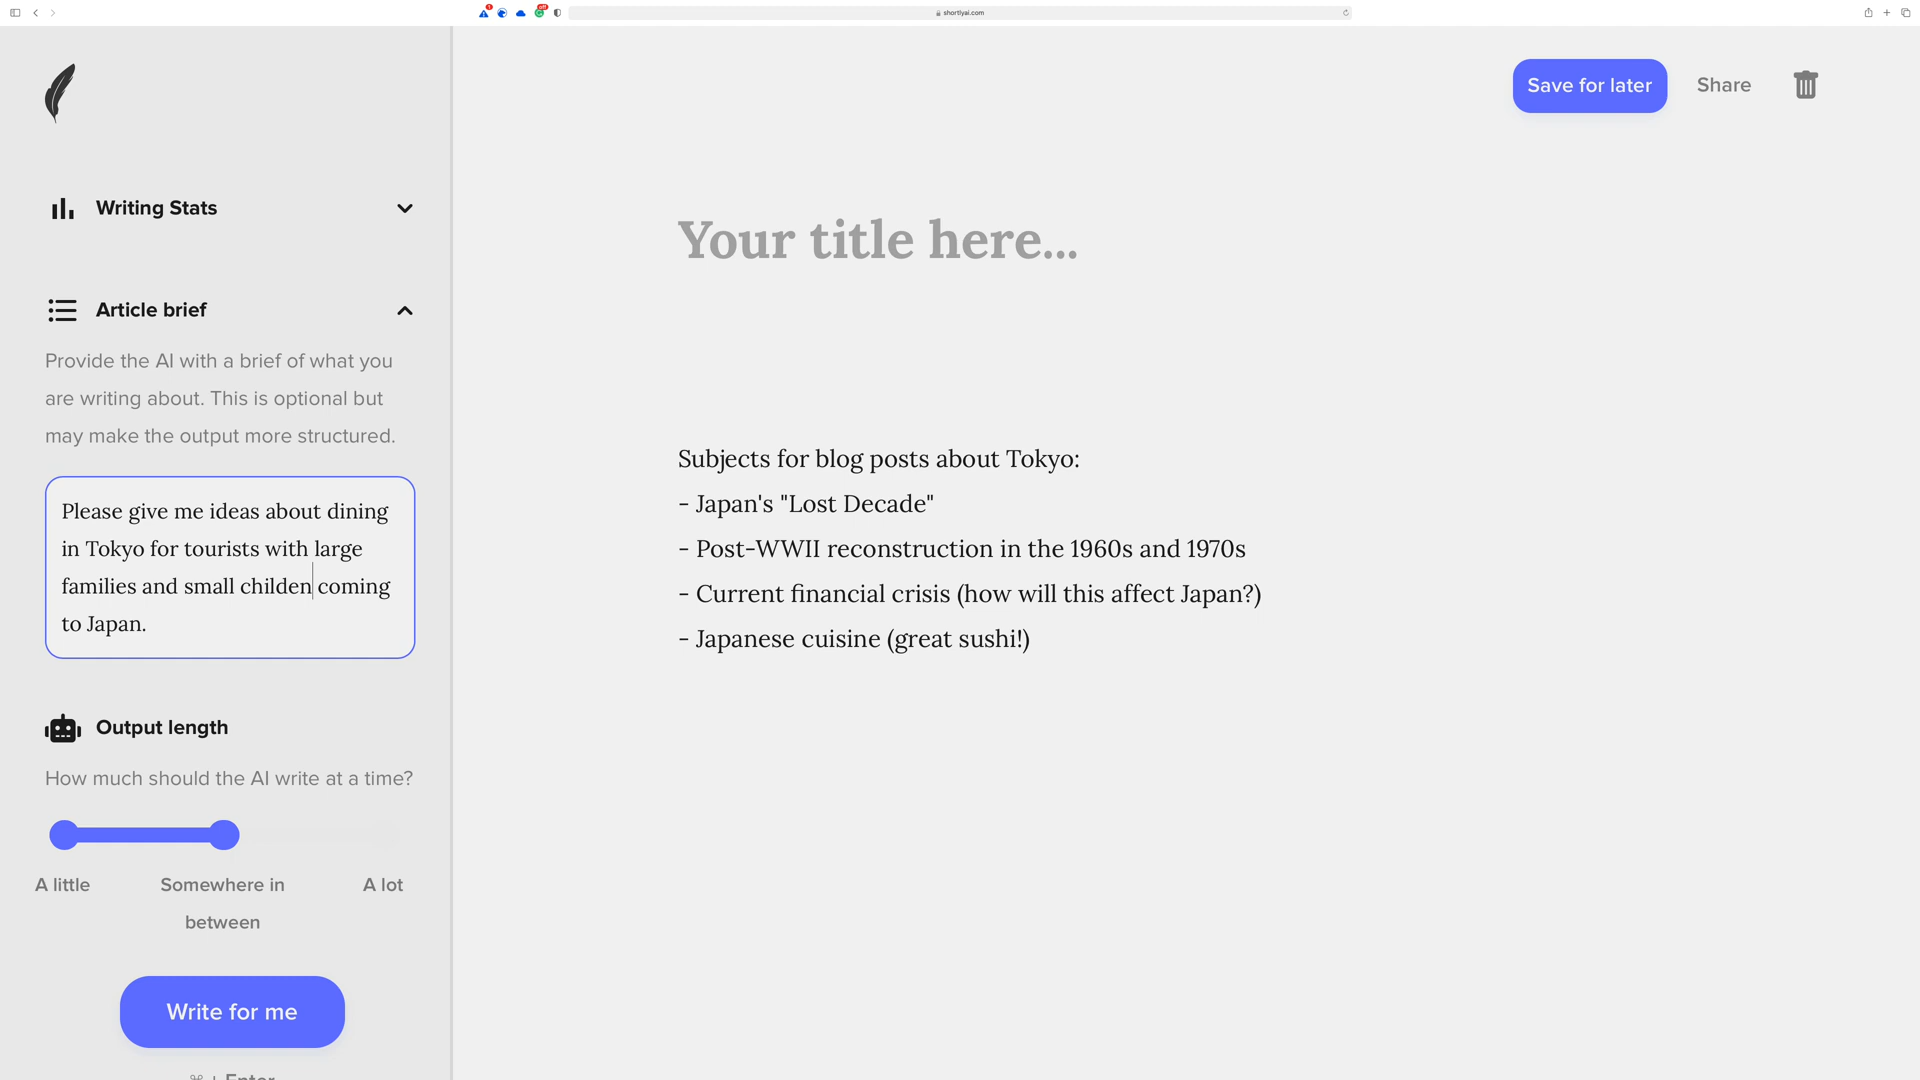 shortlyai.com
Save for later
Share
Writing Stats
Article brief
Provide the AI with a brief of what you
are writing about. This is optional but
may make the output more structured.
Please give me ideas about dining
in Tokyo for tourists with large
families and small childen coming
to Japan.
Output length
How much should the AI write at a time?
A little
Somewhere in
between
A lot
Write for me
⌘ + Enter
Your title here...
Subjects for blog posts about Tokyo:
- Japan's "Lost Decade"
- Post-WWII reconstruction in the 1960s and 1970s
- Current financial crisis (how will this affect Japan?)
- Japanese cuisine (great sushi!)